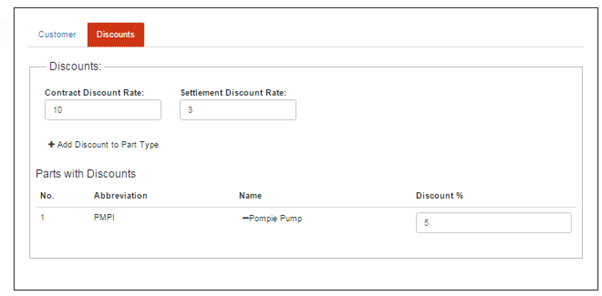 Customer Discounts
Discounts:
Contract Discount Rate: Settlement Discount Rate:
10 3
+ Add Discount to Part Type
Parts with Discounts
No. Abbreviation Name Discount %
1 PMPI −Pompie Pump 5